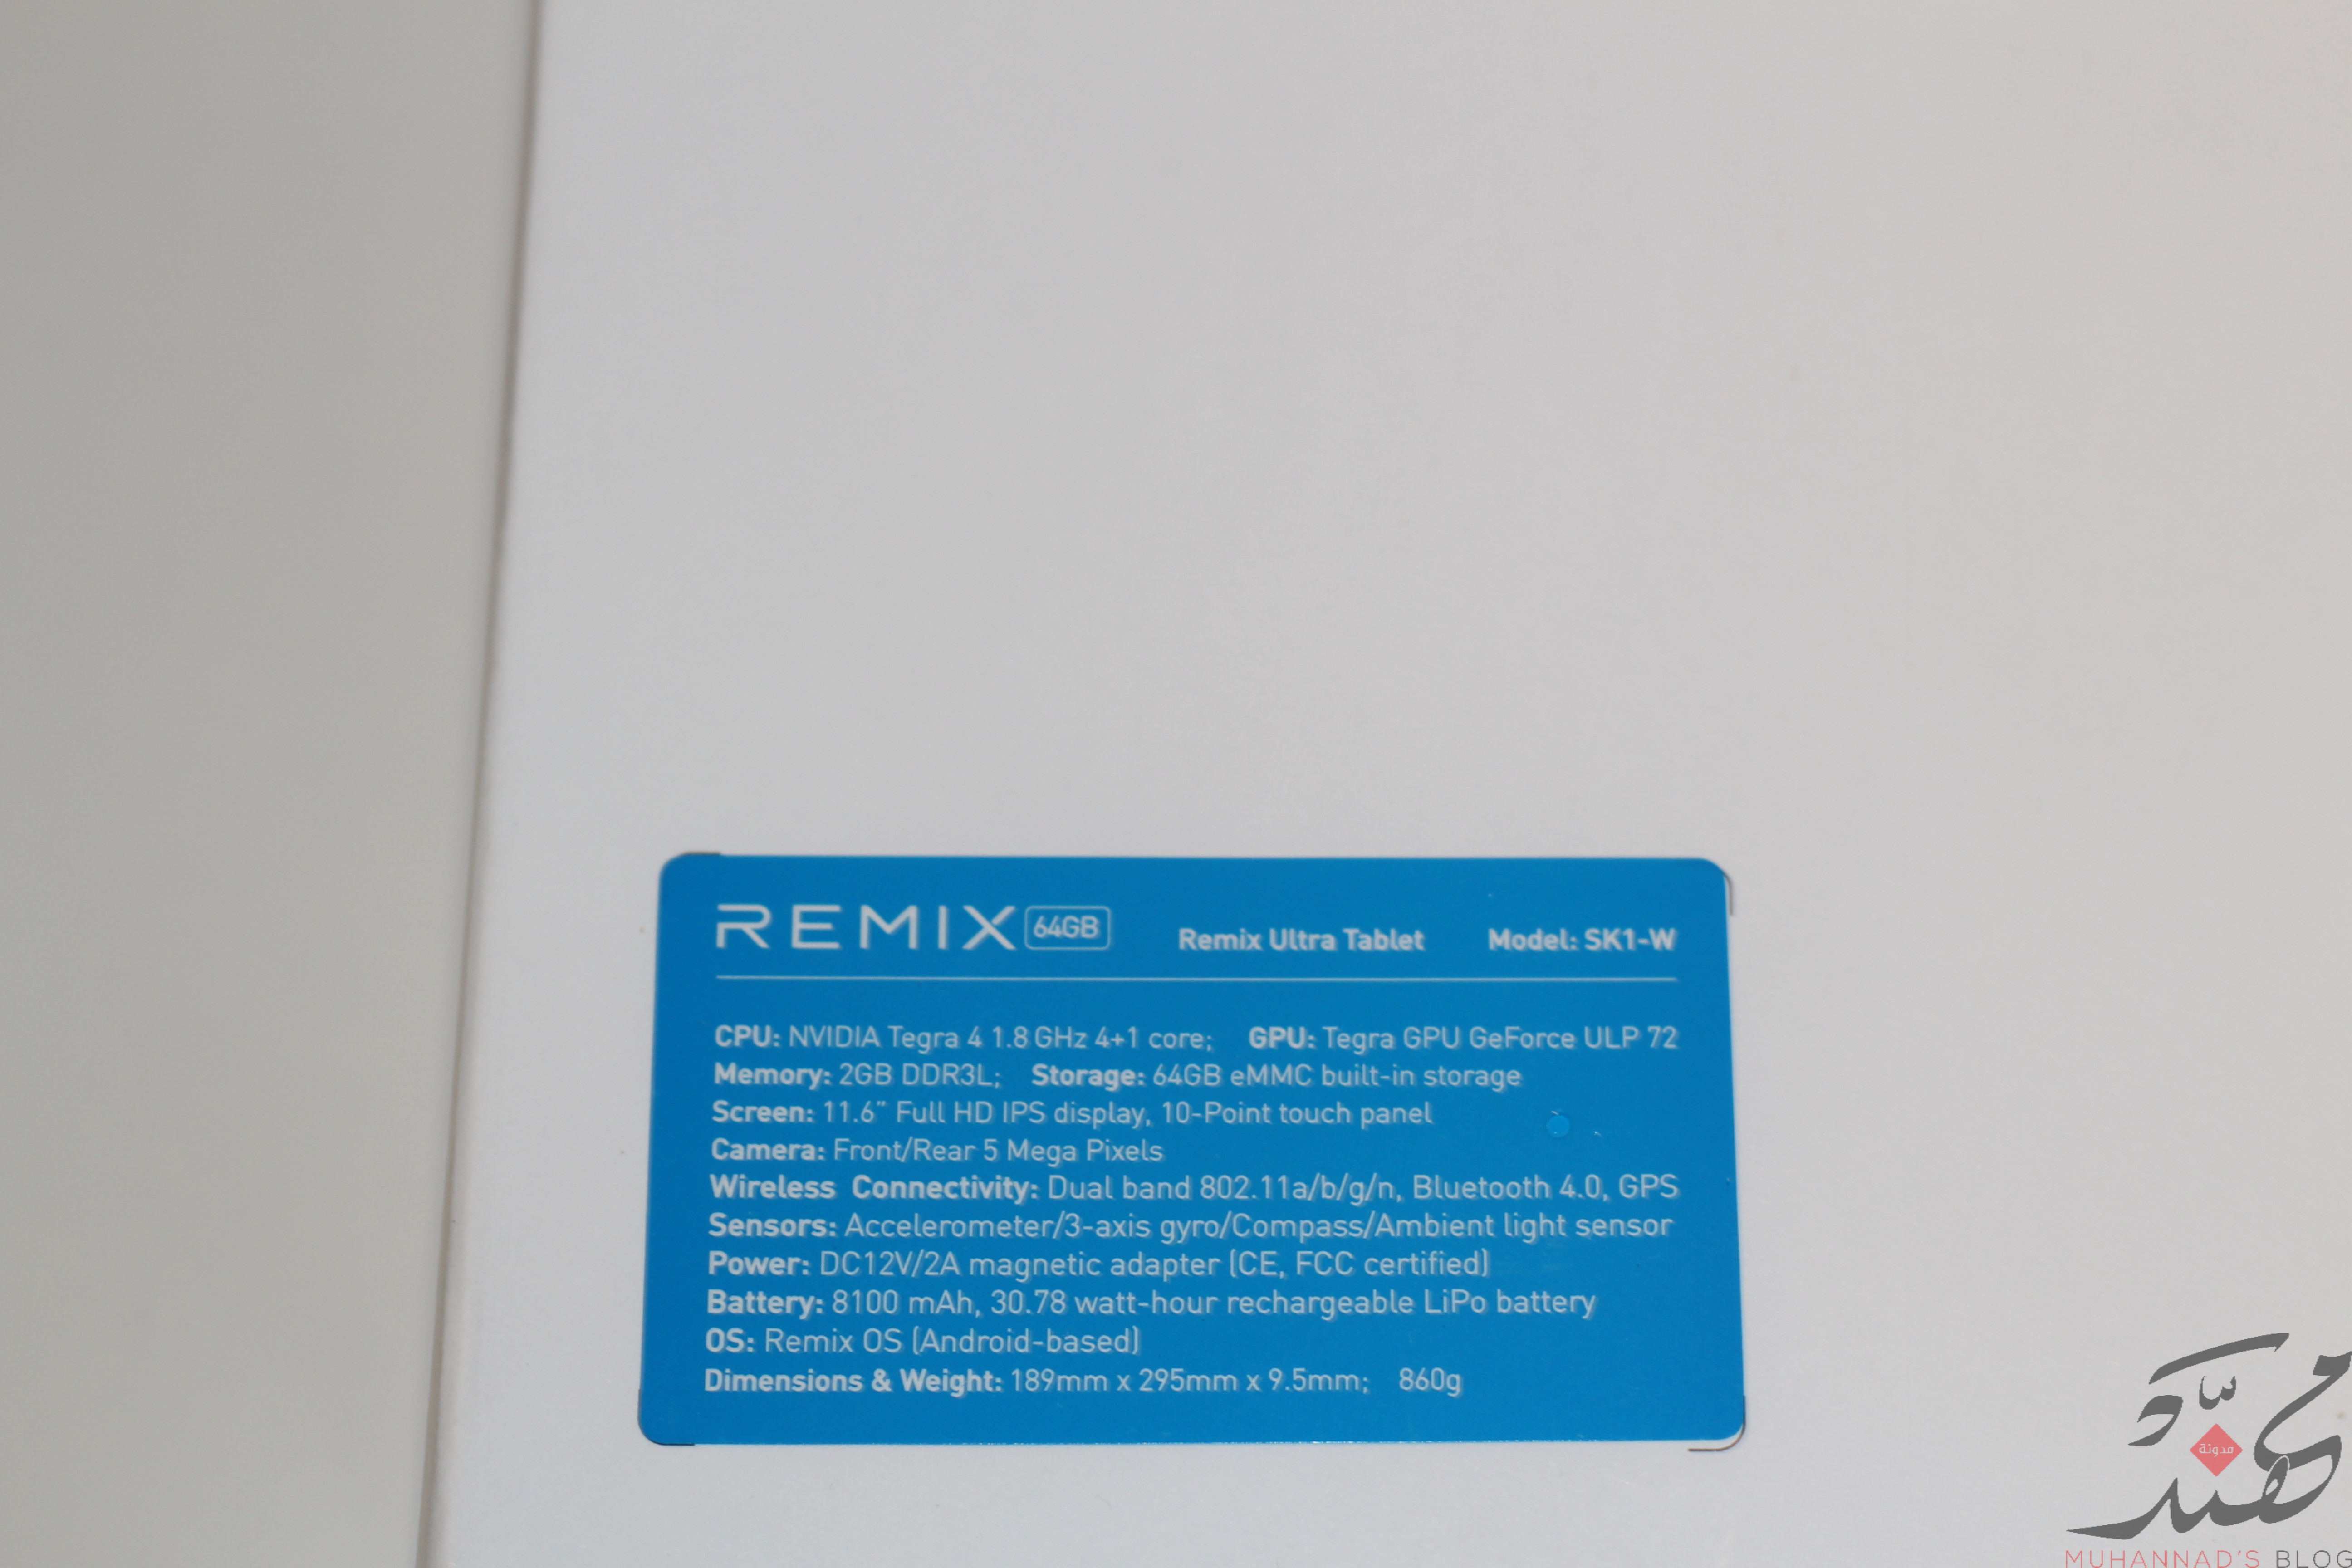 REMIX 64GB Remix Ultra Tablet Model: SK1-W
CPU: NVIDIA Tegra 4 1.8 GHz 4+1 core; GPU: Tegra GPU GeForce ULP 72
Memory: 2GB DDR3L; Storage: 64GB eMMC built-in storage
Screen: 11.6" Full HD IPS display, 10-Point touch panel
Camera: Front/Rear 5 Mega Pixels
Wireless Connectivity: Dual band 802.11a/b/g/n, Bluetooth 4.0, GPS
Sensors: Accelerometer/3-axis gyro/Compass/Ambient light sensor
Power: DC12V/2A magnetic adapter (CE, FCC certified)
Battery: 8100 mAh, 30.78 watt-hour rechargeable LiPo battery
OS: Remix OS (Android-based)
Dimensions & Weight: 189mm x 295mm x 9.5mm; 860g
مهند
مدونة
MUHANNAD'S BLOG